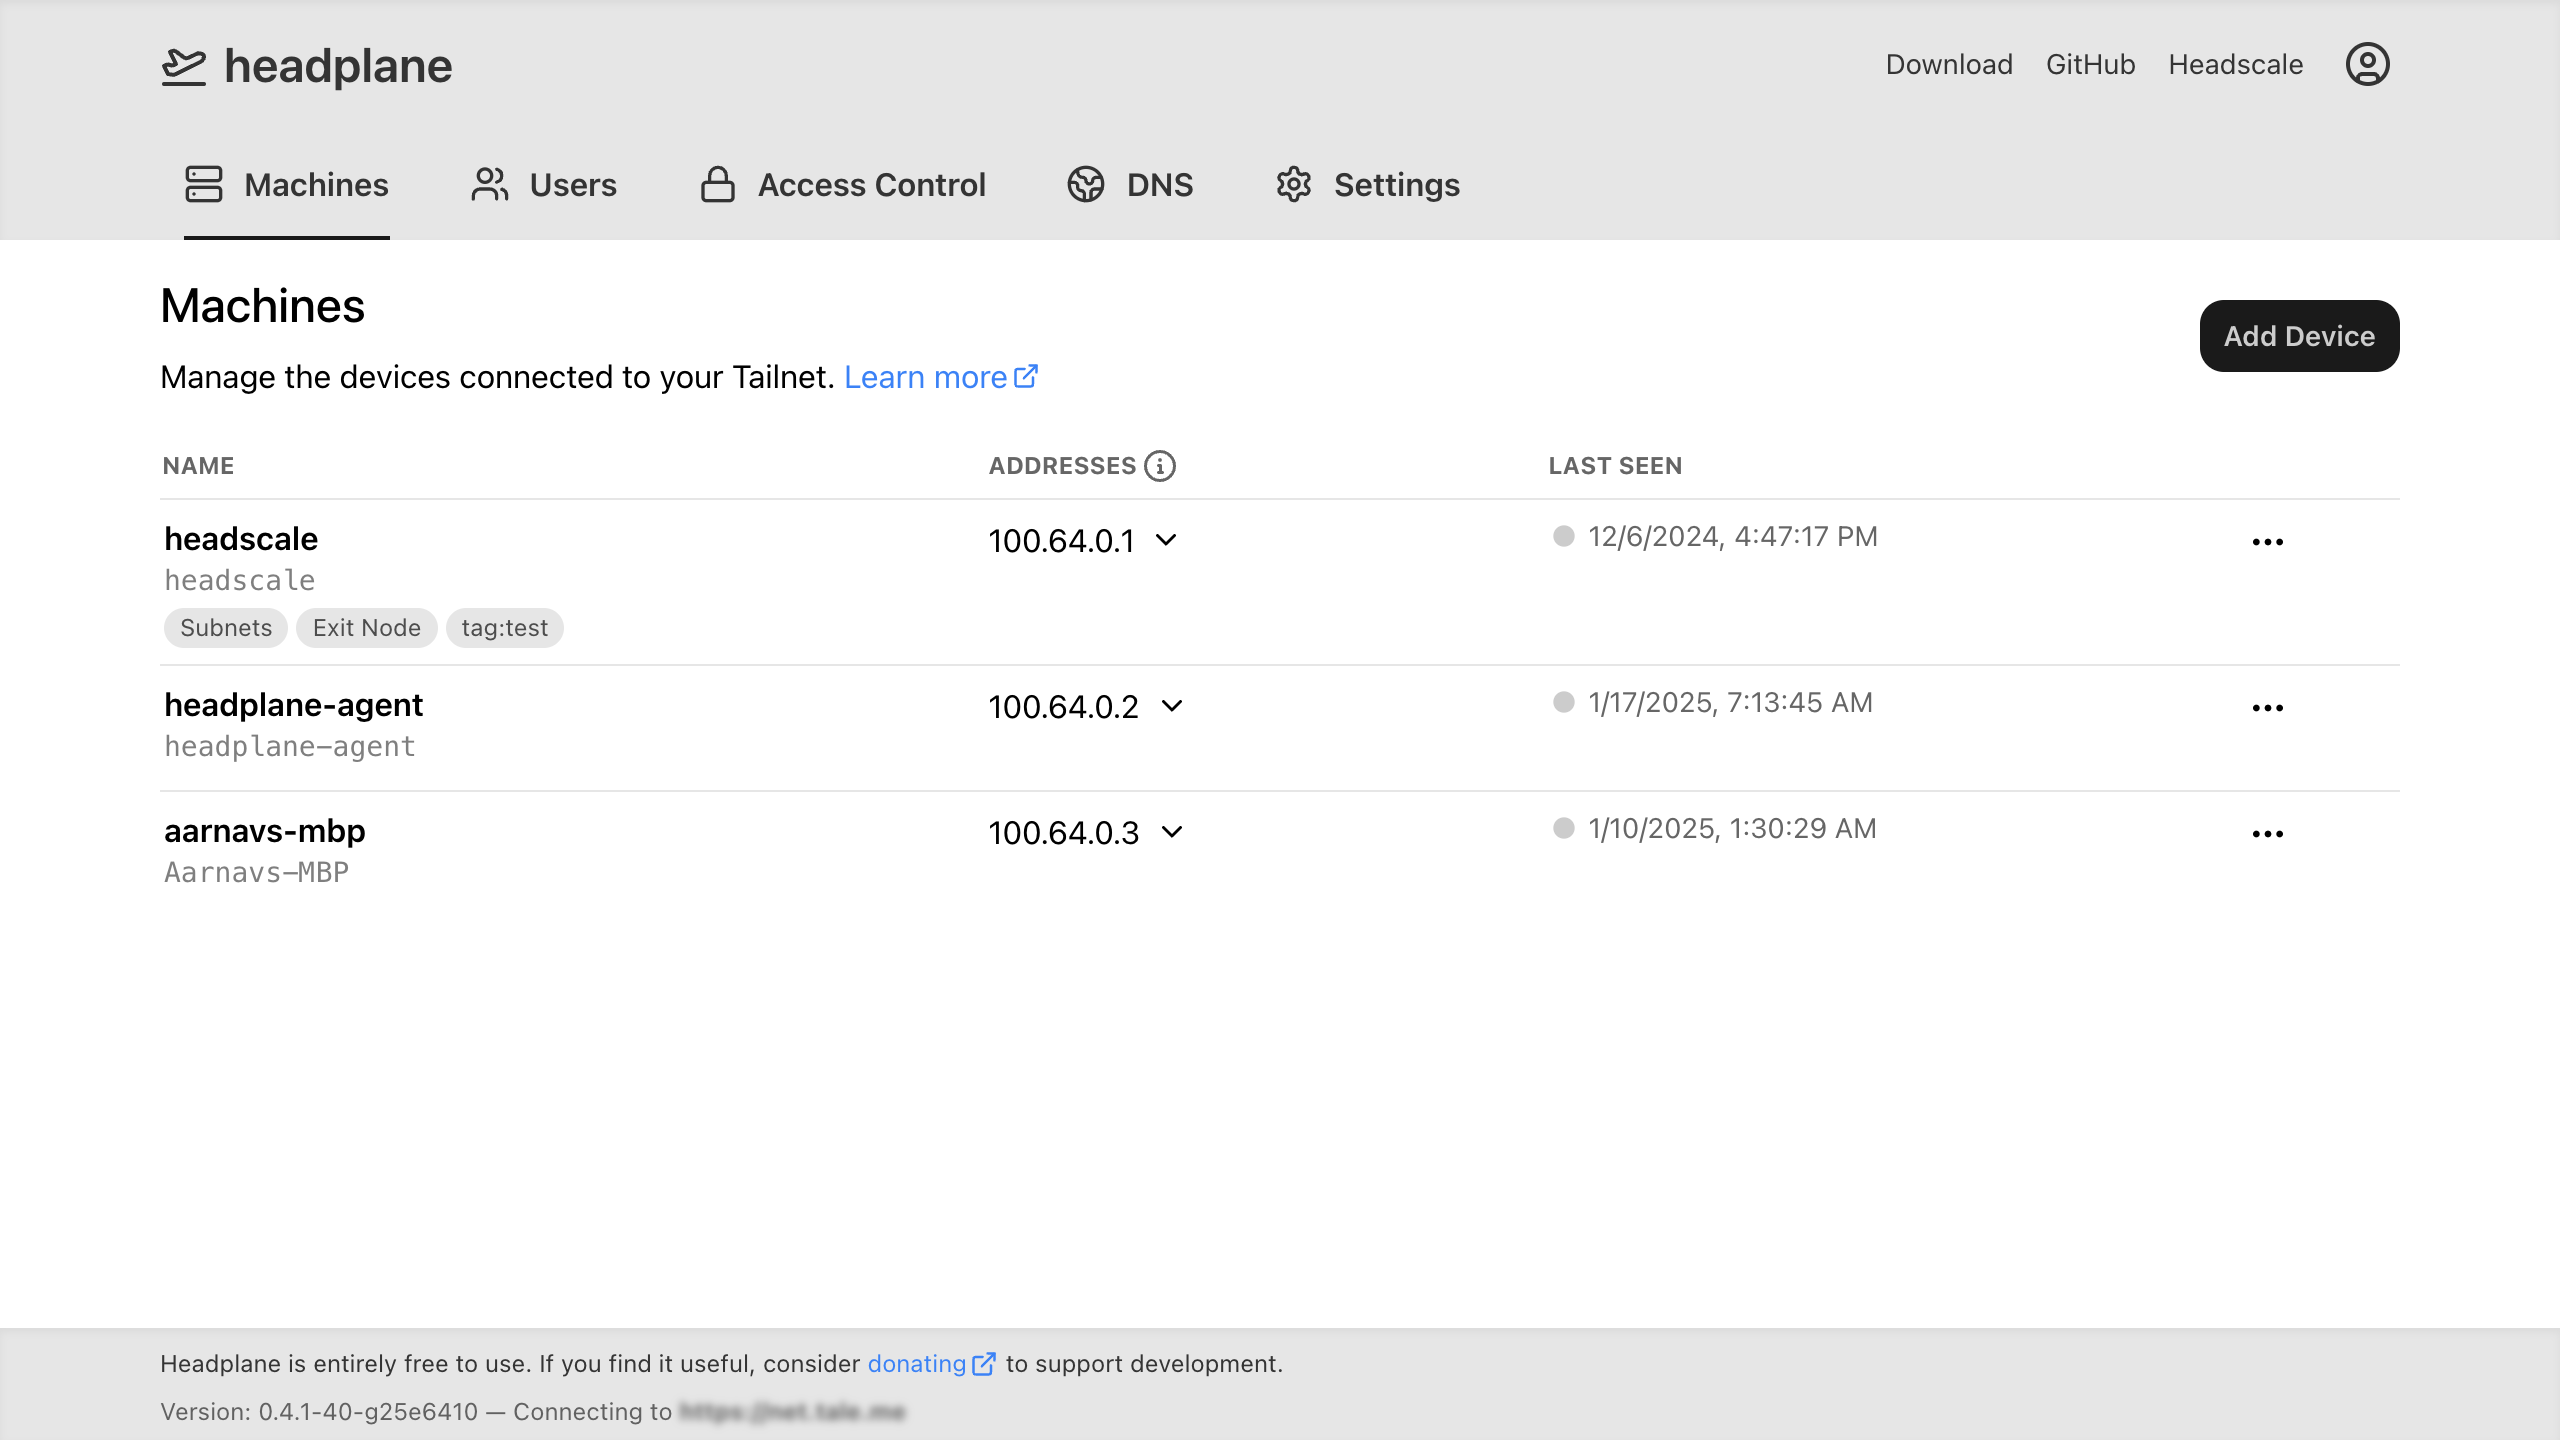 headplane
Download GitHub Headscale
Machines Users Access Control DNS Settings
Machines
Add Device
Manage the devices connected to your Tailnet. Learn more
NAME ADDRESSES LAST SEEN
headscale 100.64.0.1 12/6/2024, 4:47:17 PM
headscale
Subnets Exit Node tag:test
headplane-agent 100.64.0.2 1/17/2025, 7:13:45 AM
headplane-agent
aarnavs-mbp 100.64.0.3 1/10/2025, 1:30:29 AM
Aarnavs-MBP
Headplane is entirely free to use. If you find it useful, consider donating to support development.
Version: 0.4.1-40-g25e6410 — Connecting to